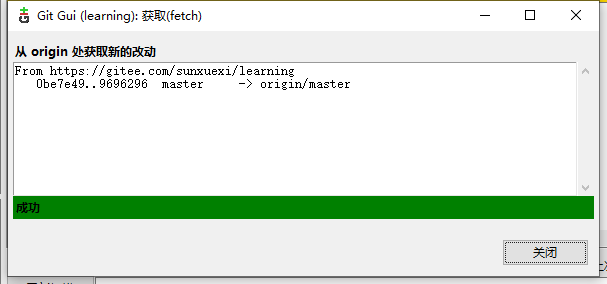 Git Gui (learning): 获取(fetch)
从 origin 处获取新的改动
From https://gitee.com/sunxuexi/learning
   0be7e49..9696296  master     -> origin/master
成功
关闭